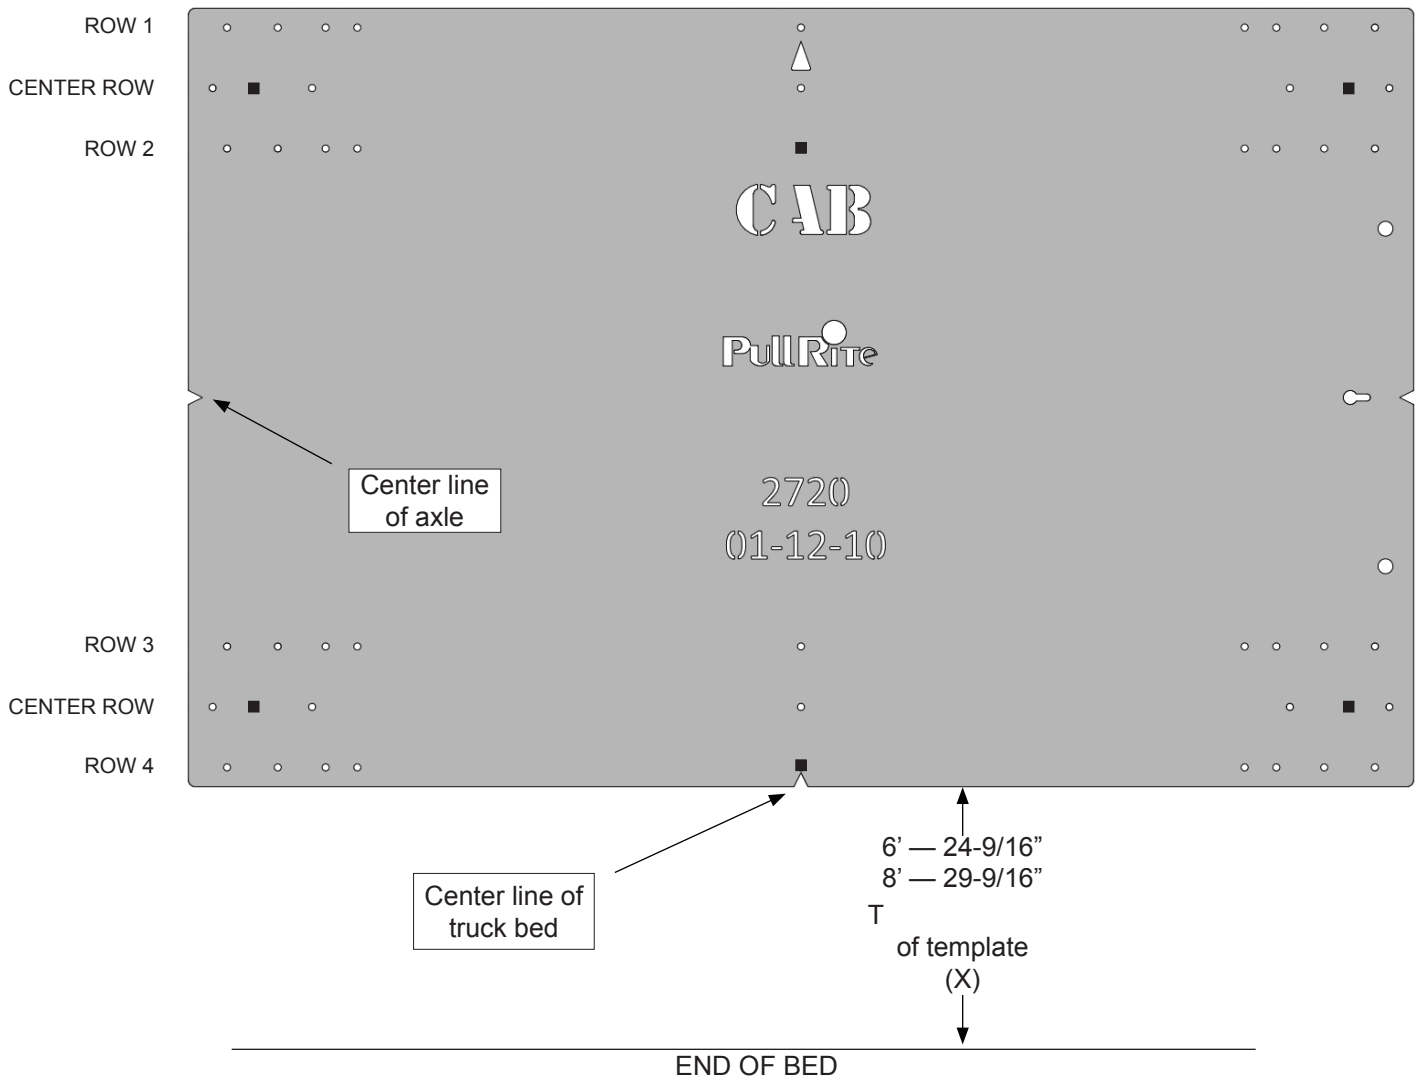 ROW 1
CENTER ROW
ROW 2
CAB
PullRite
Center line
of axle
2720
01-12-10
ROW 3
CENTER ROW
ROW 4
6’ — 24-9/16”
8’ — 29-9/16”
T
of template
(X)
Center line of
truck bed
END OF BED